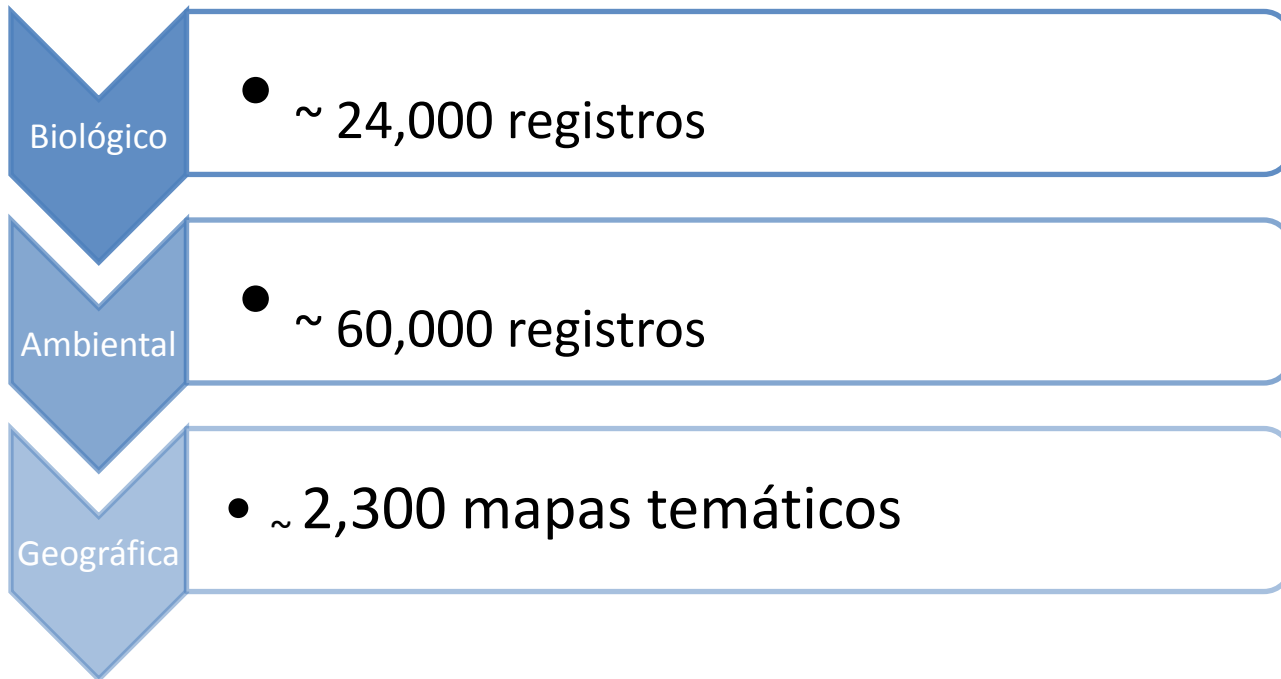 Biológico
• ~ 24,000 registros
Ambiental
• ~ 60,000 registros
Geográfica
• ~ 2,300 mapas temáticos